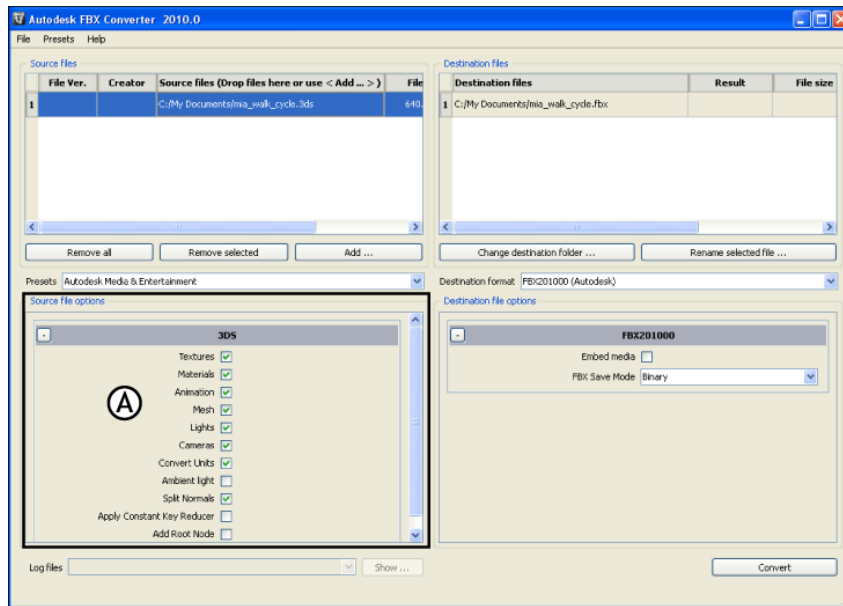 Autodesk FBX Converter 2010.0
File Presets Help
Source files
File Ver. Creator Source files (Drop files here or use < Add ... > ) File
1 C:/My Documents/mia_walk_cycle.3ds 640.
Remove all Remove selected Add ...
Destination files
Destination files Result File size
1 C:/My Documents/mia_walk_cycle.fbx
Change destination folder ... Rename selected file ...
Presets Autodesk Media & Entertainment
Destination format FBX201000 (Autodesk)
Source file options
- 3DS
Textures
Materials
Animation
Mesh
Lights
Cameras
Convert Units
Ambient light
Split Normals
Apply Constant Key Reducer
Add Root Node
A
Destination file options
- FBX201000
Embed media
FBX Save Mode Binary
Log files Show ...
Convert